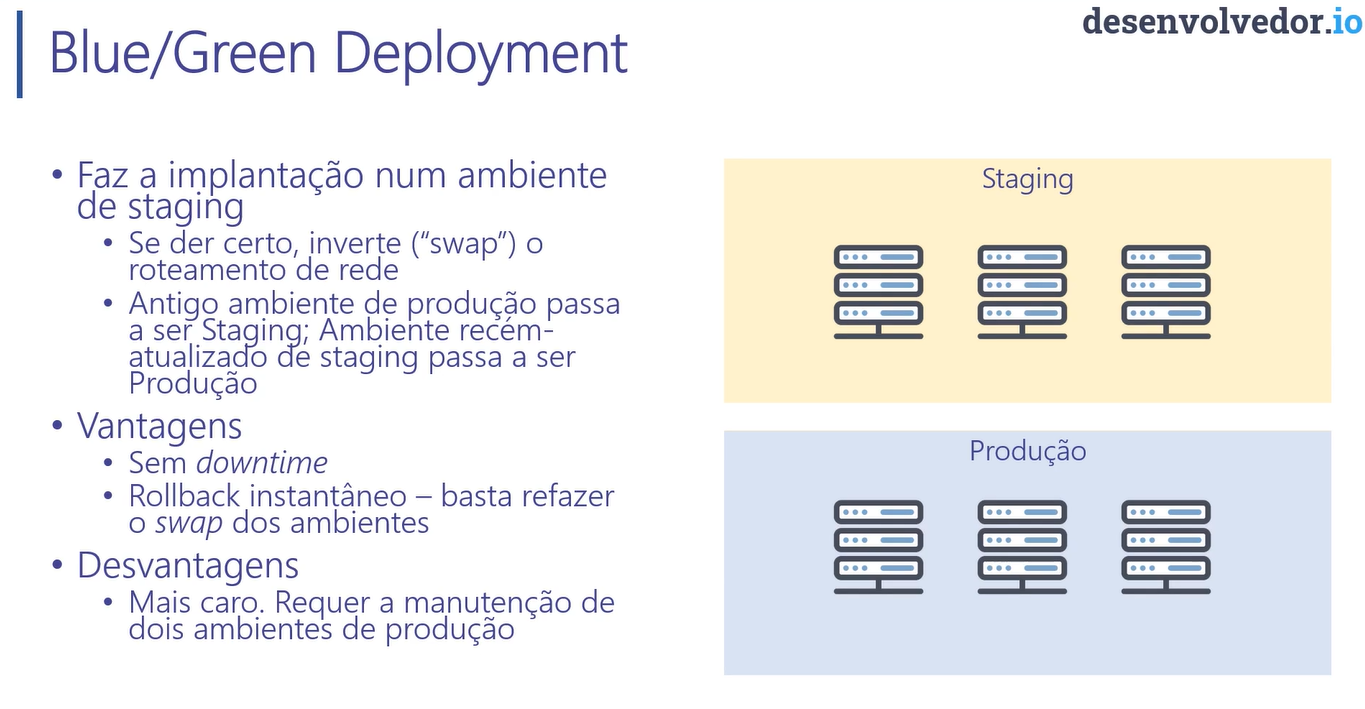 desenvolvedor.io
Blue/Green Deployment
• Faz a implantação num ambiente
de staging
• Se der certo, inverte (“swap”) o
roteamento de rede
• Antigo ambiente de produção passa
a ser Staging; Ambiente recém-
atualizado de staging passa a ser
Produção
• Vantagens
• Sem downtime
• Rollback instantâneo – basta refazer
o swap dos ambientes
• Desvantagens
• Mais caro. Requer a manutenção de
dois ambientes de produção
Staging
Produção